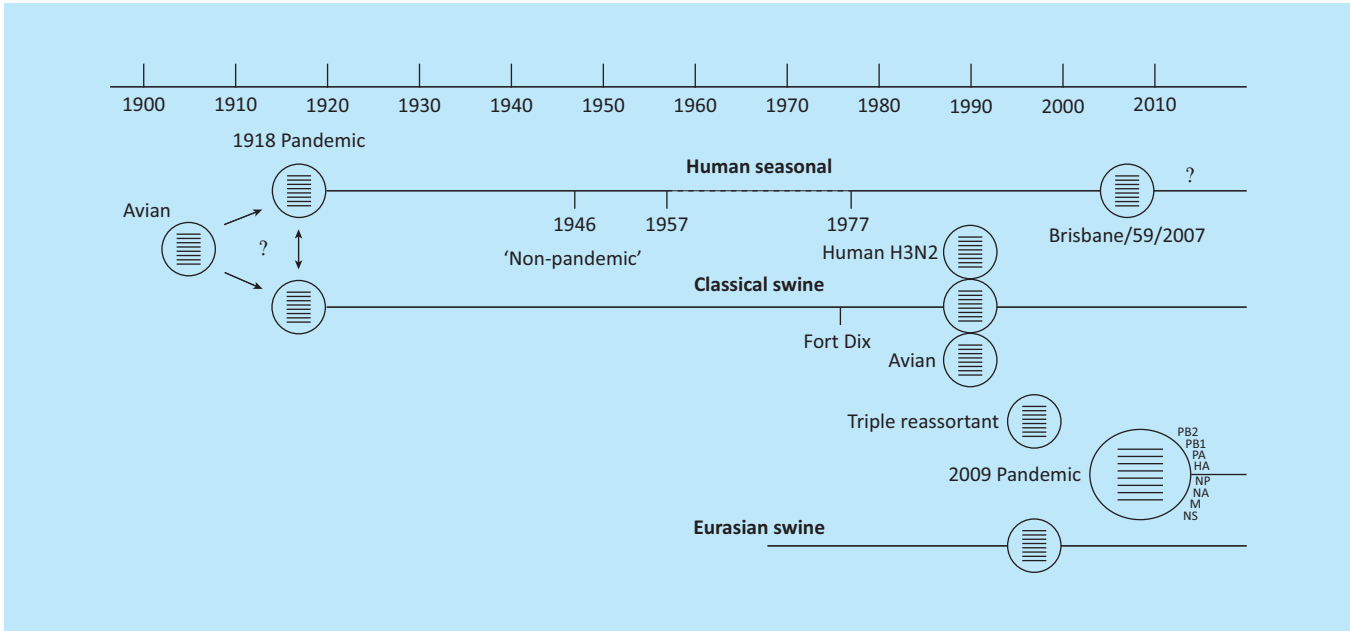 1900 1910 1920 1930 1940 1950 1960 1970 1980 1990 2000 2010
1918 Pandemic
Human seasonal
?
Avian
1946 1957 1977
Brisbane/59/2007
?
'Non-pandemic'
Human H3N2
Classical swine
Fort Dix
Avian
Triple reassortant
PB2
PB1
PA
HA
2009 Pandemic
NP
NA
M
NS
Eurasian swine